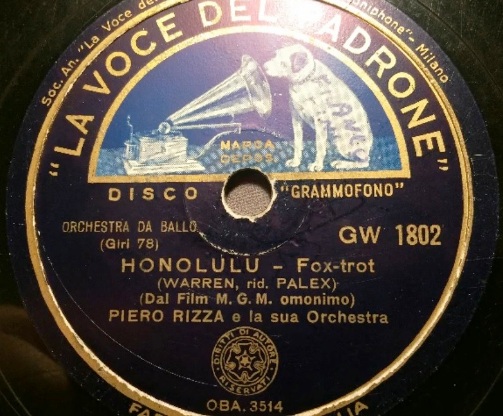 Soc. An. "La Voce del
"LA VOCE DEL PADRONE"
Milano
MARCA
DISCO "GRAMMOFONO"
ORCHESTRA DA BALLO
(Giri 78)
GW 1802
HONOLULU - Fox-trot
(WARREN, rid. PALEX)
(Dal Film M.G.M. omonimo)
PIERO RIZZA e la sua Orchestra
DIRITTI DI AUTORE
RISERVATI
OBA. 3514